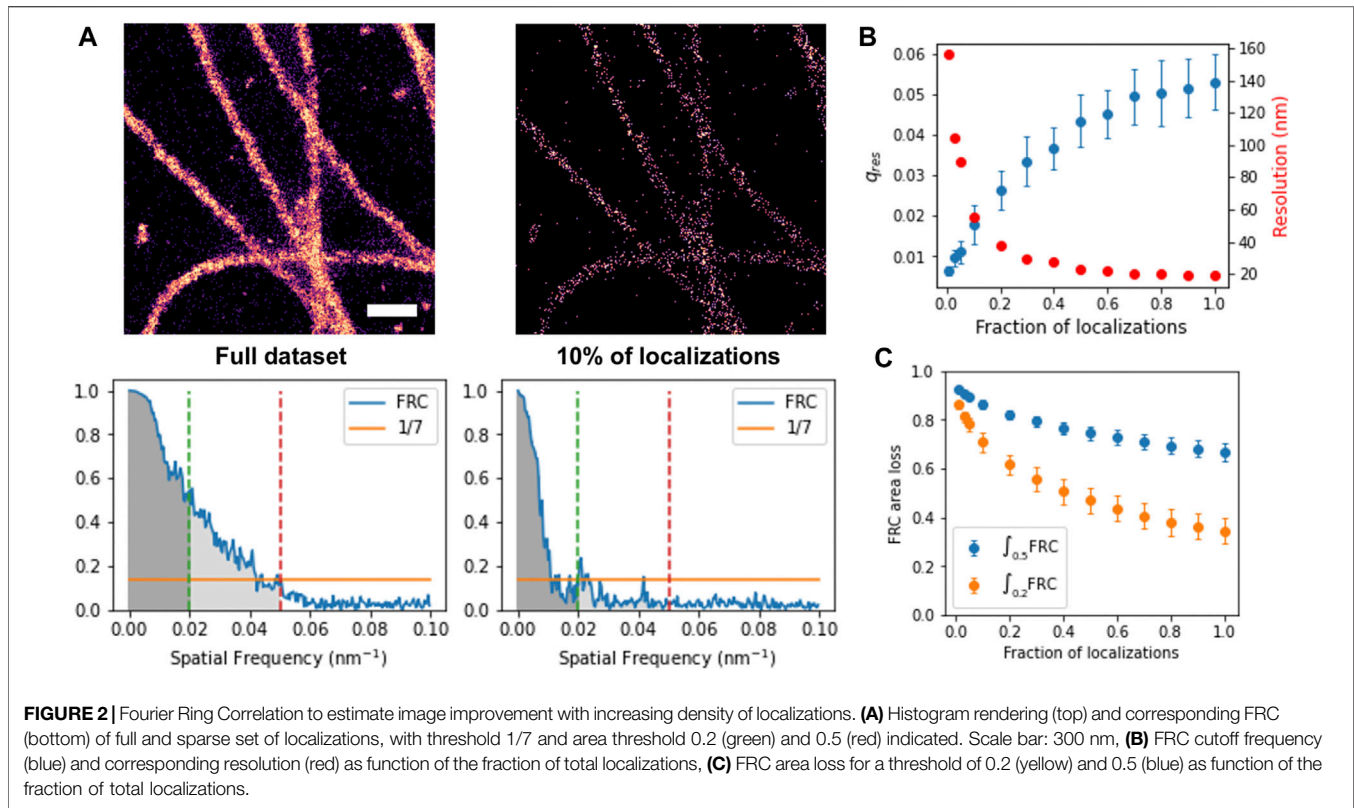 A
Full dataset
10% of localizations
1.0
0.8
0.6
0.4
0.2
0.0
FRC
1/7
0.00 0.02 0.04 0.06 0.08 0.10
Spatial Frequency (nm⁻¹)
1.0
0.8
0.6
0.4
0.2
0.0
FRC
1/7
0.00 0.02 0.04 0.06 0.08 0.10
Spatial Frequency (nm⁻¹)
B
qres
0.06
0.05
0.04
0.03
0.02
0.01
160
140
120
100
80
60
40
20
Resolution (nm)
0.0 0.2 0.4 0.6 0.8 1.0
Fraction of localizations
C
FRC area loss
1.0
0.8
0.6
0.4
0.2
0.0
∫0.5FRC
∫0.2FRC
0.0 0.2 0.4 0.6 0.8 1.0
Fraction of localizations
FIGURE 2 | Fourier Ring Correlation to estimate image improvement with increasing density of localizations. (A) Histogram rendering (top) and corresponding FRC
(bottom) of full and sparse set of localizations, with threshold 1/7 and area threshold 0.2 (green) and 0.5 (red) indicated. Scale bar: 300 nm, (B) FRC cutoff frequency
(blue) and corresponding resolution (red) as function of the fraction of total localizations, (C) FRC area loss for a threshold of 0.2 (yellow) and 0.5 (blue) as function of the
fraction of total localizations.